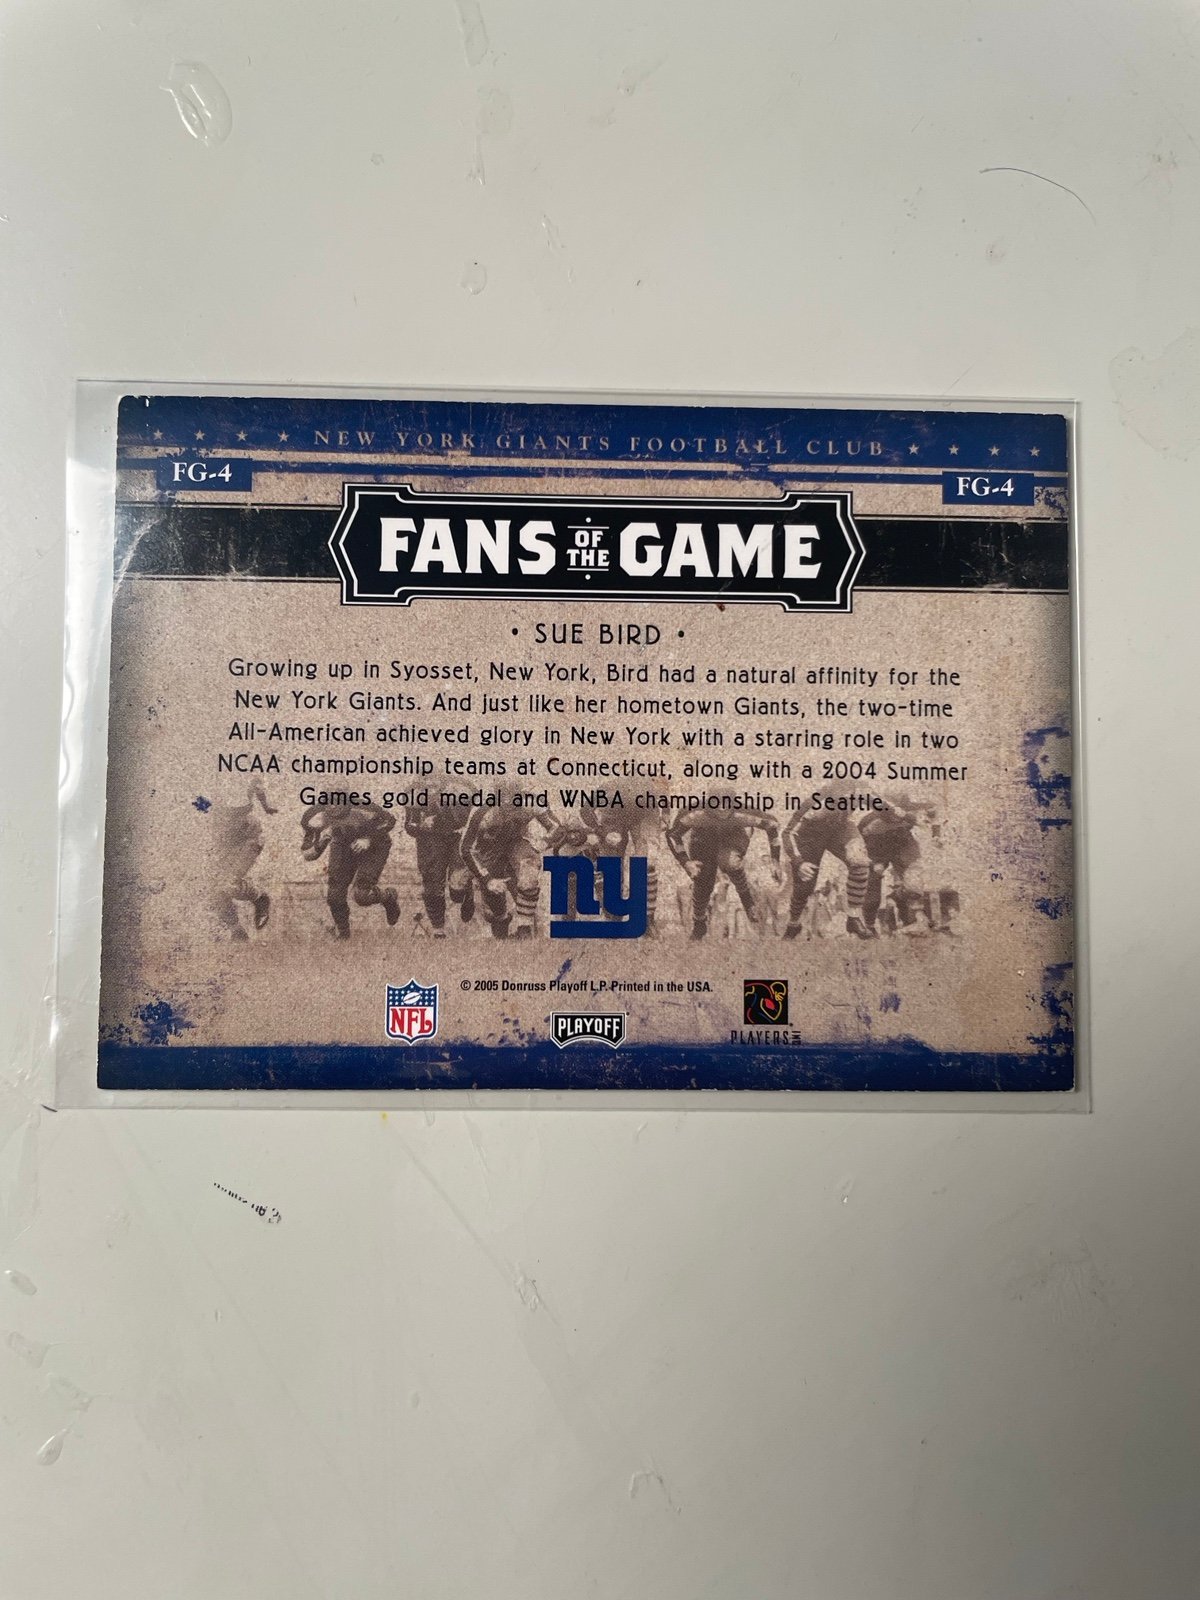 NEW YORK GIANTS FOOTBALL CLUB
FG-4
FG-4
FANS OF THE GAME
• SUE BIRD •
Growing up in Syosset, New York, Bird had a natural affinity for the
New York Giants. And just like her hometown Giants, the two-time
All-American achieved glory in New York with a starring role in two
NCAA championship teams at Connecticut, along with a 2004 Summer
Games gold medal and WNBA championship in Seattle.
ny
© 2005 Donruss Playoff L.P. Printed in the USA.
NFL
PLAYOFF
PLAYERS INC